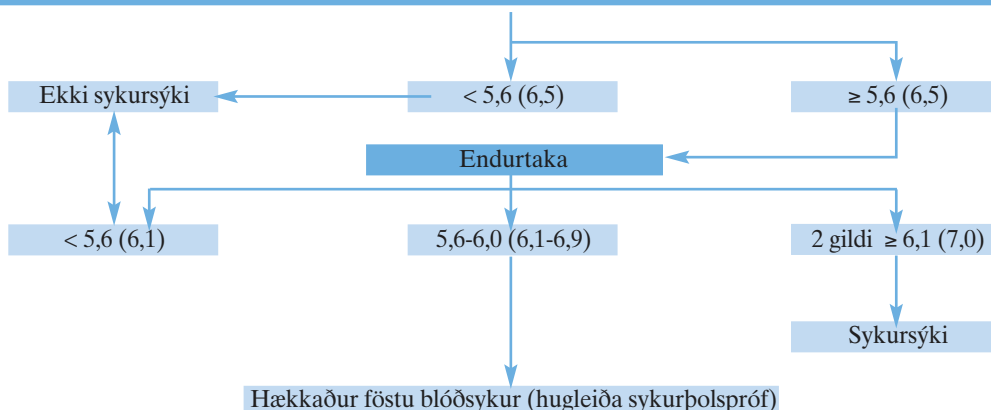 Ekki sykursýki
< 5,6 (6,5)
≥ 5,6 (6,5)
Endurtaka
< 5,6 (6,1)
5,6-6,0 (6,1-6,9)
2 gildi ≥ 6,1 (7,0)
Sykursýki
Hækkaður föstu blóðsykur (hugleiða sykurþolspróf)